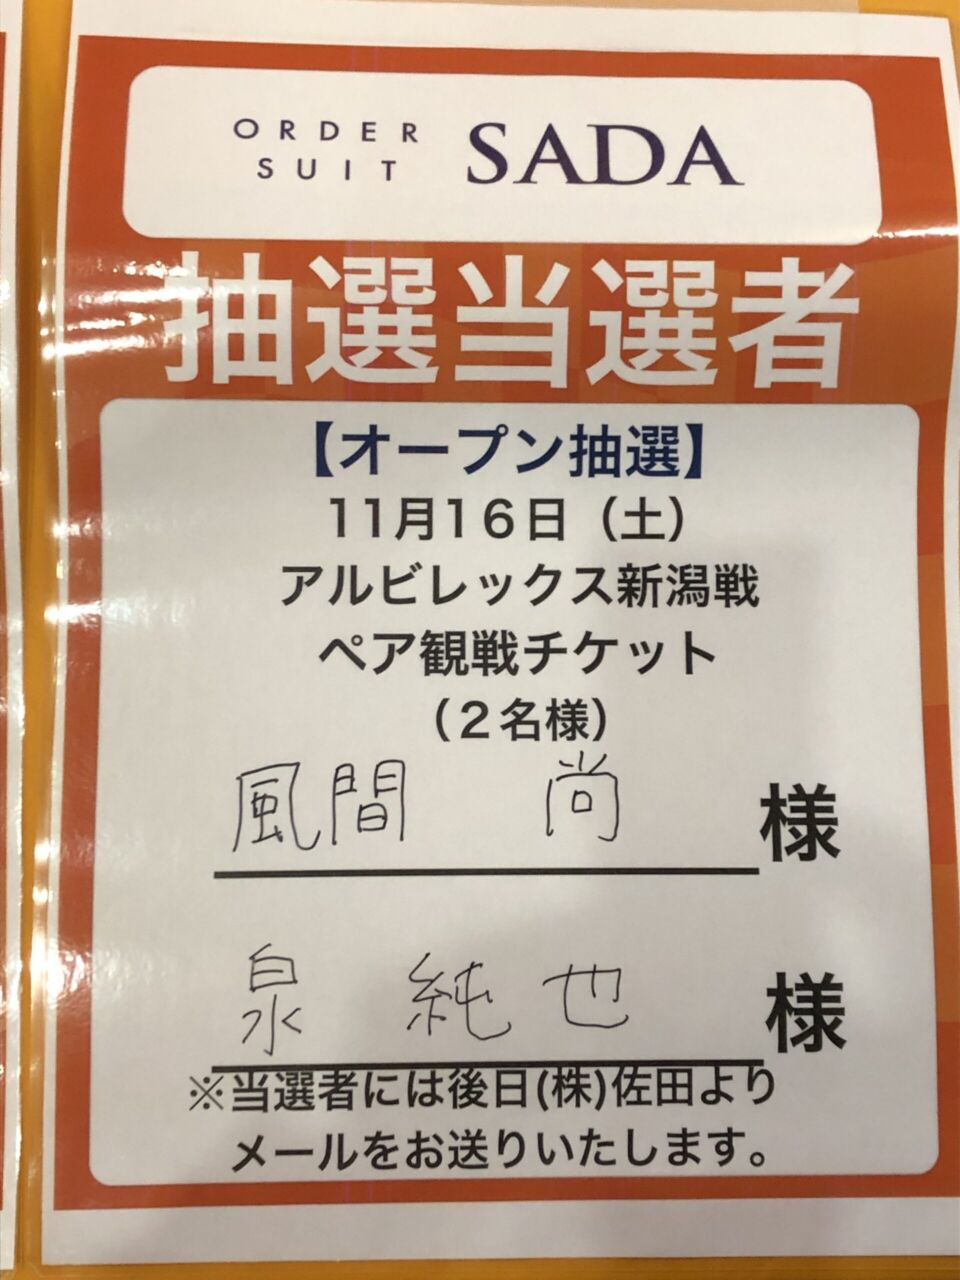 ORDER
SUIT
SADA
抽選当選者
【オープン抽選】
11月16日（土）
アルビレックス新潟戦
ペア観戦チケット
（２名様）
風間 尚 様
泉 純也 様
※当選者には後日(株)佐田より
メールをお送りいたします。